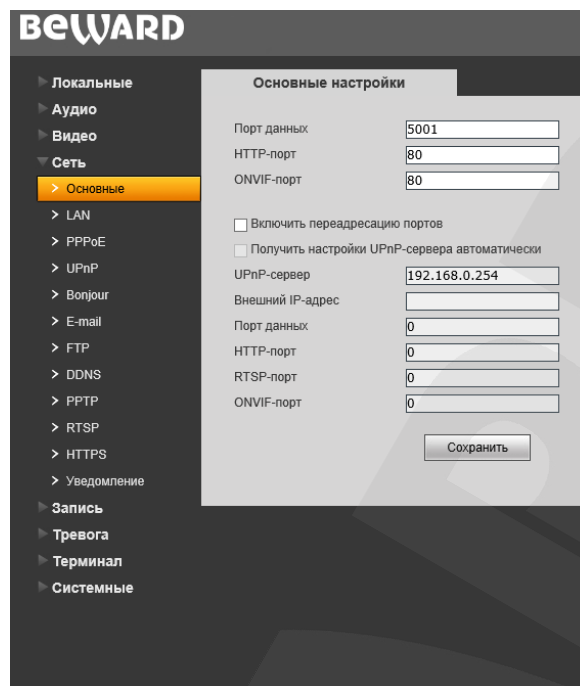 BEWARD
Локальные
Аудио
Видео
Сеть
Основные
LAN
PPPoE
UPnP
Bonjour
E-mail
FTP
DDNS
PPTP
RTSP
HTTPS
Уведомление
Запись
Тревога
Терминал
Системные
Основные настройки
Порт данных 5001
HTTP-порт 80
ONVIF-порт 80
Включить переадресацию портов
Получить настройки UPnP-сервера автоматически
UPnP-сервер 192.168.0.254
Внешний IP-адрес
Порт данных 0
HTTP-порт 0
RTSP-порт 0
ONVIF-порт 0
Сохранить